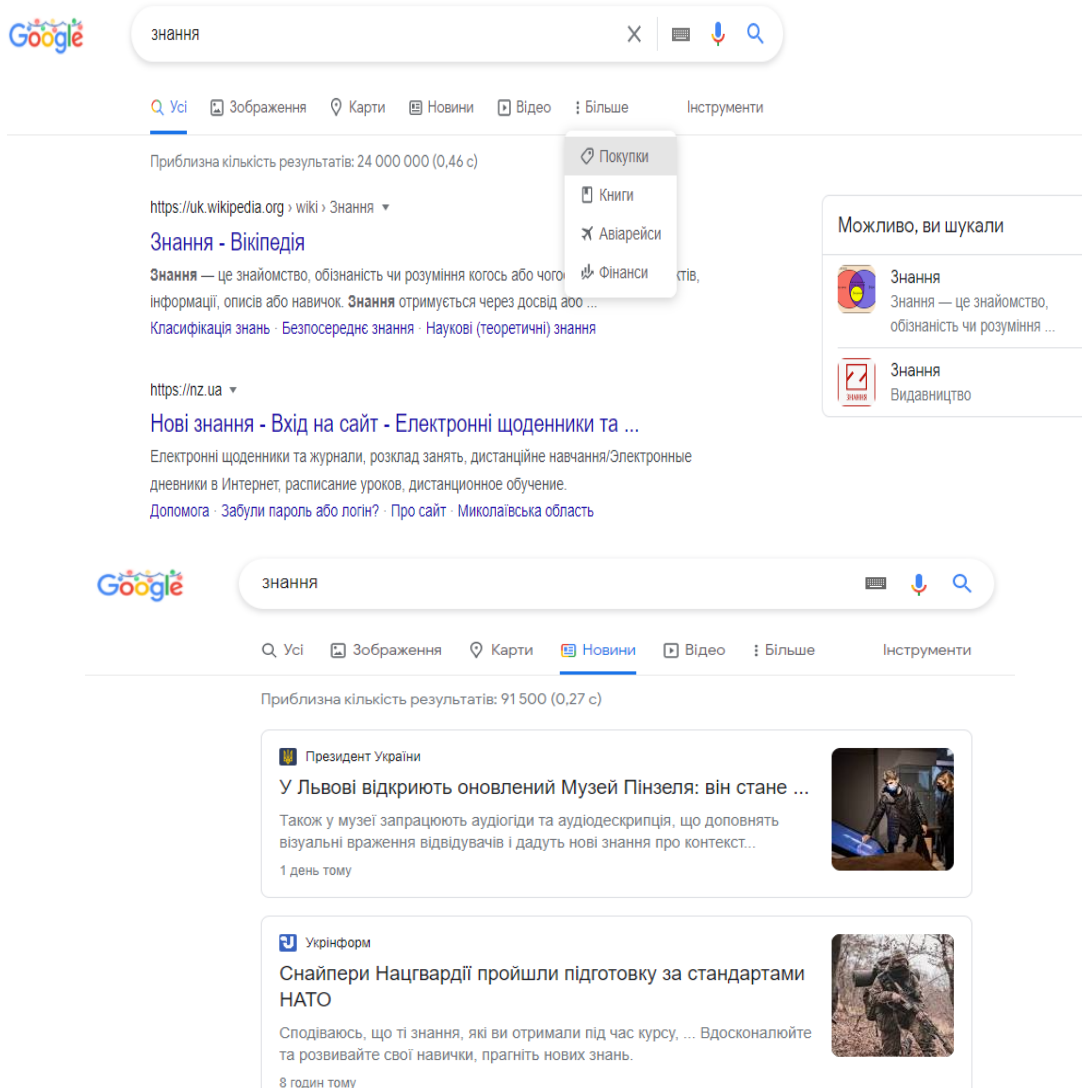 Google
знання
Усі Зображення Карти Новини Відео Більше Інструменти
Приблизна кількість результатів: 24 000 000 (0,46 с)
Покупки
Книги
Авіарейси
Фінанси
https://uk.wikipedia.org › wiki › Знання
Знання - Вікіпедія
Знання — це знайомство, обізнаність чи розуміння когось або
інформації, описів або навичок. Знання отримується через досвід або ...
Класифікація знань · Безпосереднє знання · Наукові (теоретичні) знання
https://nz.ua
Нові знання - Вхід на сайт - Електронні щоденники та ...
Електронні щоденники та журнали, розклад занять, дистанційне навчання/Электронные
дневники в Интернет, расписание уроков, дистанционное обучение.
Допомога · Забули пароль або логін? · Про сайт · Миколаївська область
Можливо, ви шукали
Знання
Знання — це знайомство,
обізнаність чи розуміння ...
Знання
Видавництво
ЗНАННЯ
Google
знання
Усі Зображення Карти Новини Відео Більше Інструменти
Приблизна кількість результатів: 91 500 (0,27 с)
Президент України
У Львові відкриють оновлений Музей Пінзеля: він стане ...
Також у музеї запрацюють аудіогіди та аудіодескрипція, що доповнять
візуальні враження відвідувачів і дадуть нові знання про контекст...
1 день тому
Укрінформ
Снайпери Нацгвардії пройшли підготовку за стандартами
НАТО
Сподіваюсь, що ті знання, які ви отримали під час курсу, ... Вдосконалюйте
та розвивайте свої навички, прагніть нових знань.
8 годин тому